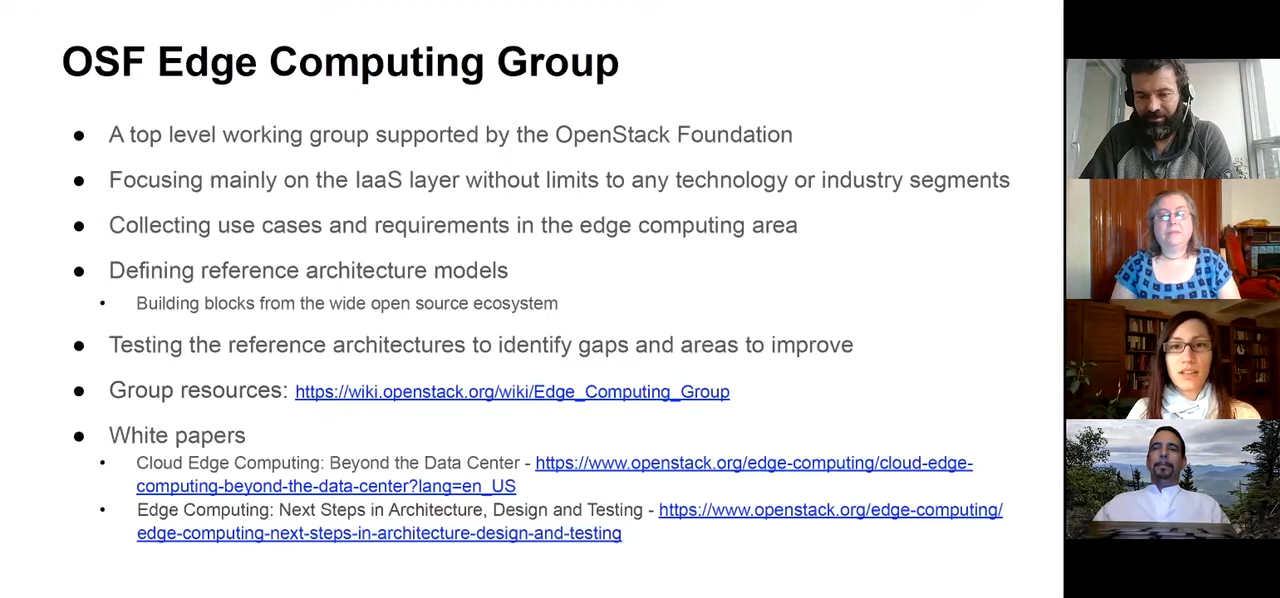 OSF Edge Computing Group
● A top level working group supported by the OpenStack Foundation
● Focusing mainly on the IaaS layer without limits to any technology or industry segments
● Collecting use cases and requirements in the edge computing area
● Defining reference architecture models
• Building blocks from the wide open source ecosystem
● Testing the reference architectures to identify gaps and areas to improve
● Group resources: https://wiki.openstack.org/wiki/Edge_Computing_Group
● White papers
• Cloud Edge Computing: Beyond the Data Center - https://www.openstack.org/edge-computing/cloud-edge-
computing-beyond-the-data-center?lang=en_US
• Edge Computing: Next Steps in Architecture, Design and Testing - https://www.openstack.org/edge-computing/
edge-computing-next-steps-in-architecture-design-and-testing